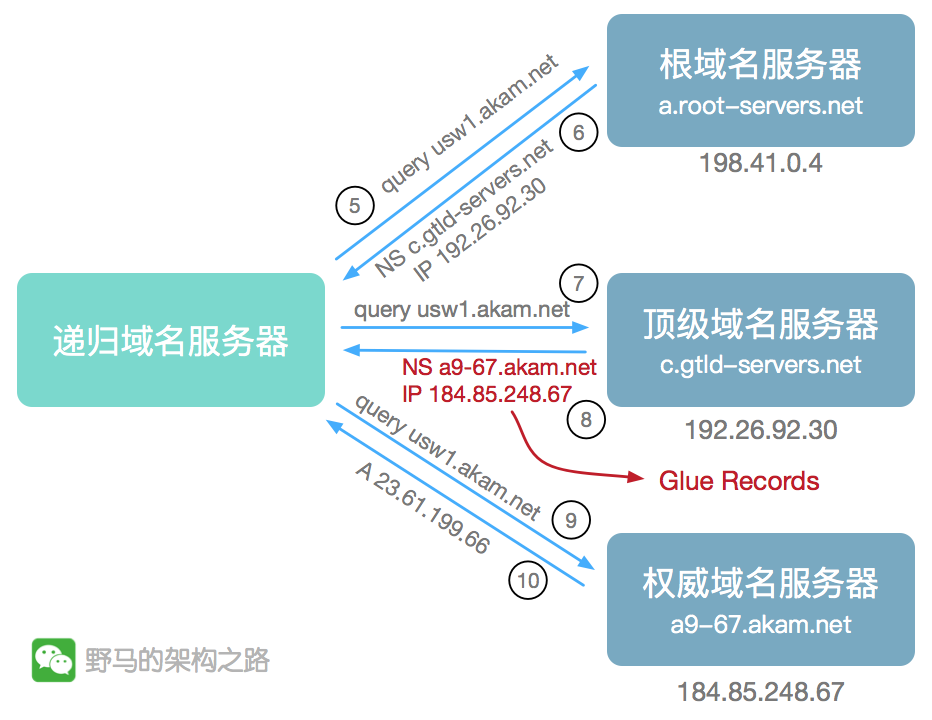 根域名服务器
a.root-servers.net
198.41.0.4
query usw1.akam.net
5
6
NS c.gtld-servers.net
IP 192.26.92.30
递归域名服务器
7
query usw1.akam.net
顶级域名服务器
c.gtld-servers.net
192.26.92.30
NS a9-67.akam.net
IP 184.85.248.67
8
Glue Records
query usw1.akam.net
9
A 23.61.199.66
10
权威域名服务器
a9-67.akam.net
184.85.248.67
野马的架构之路